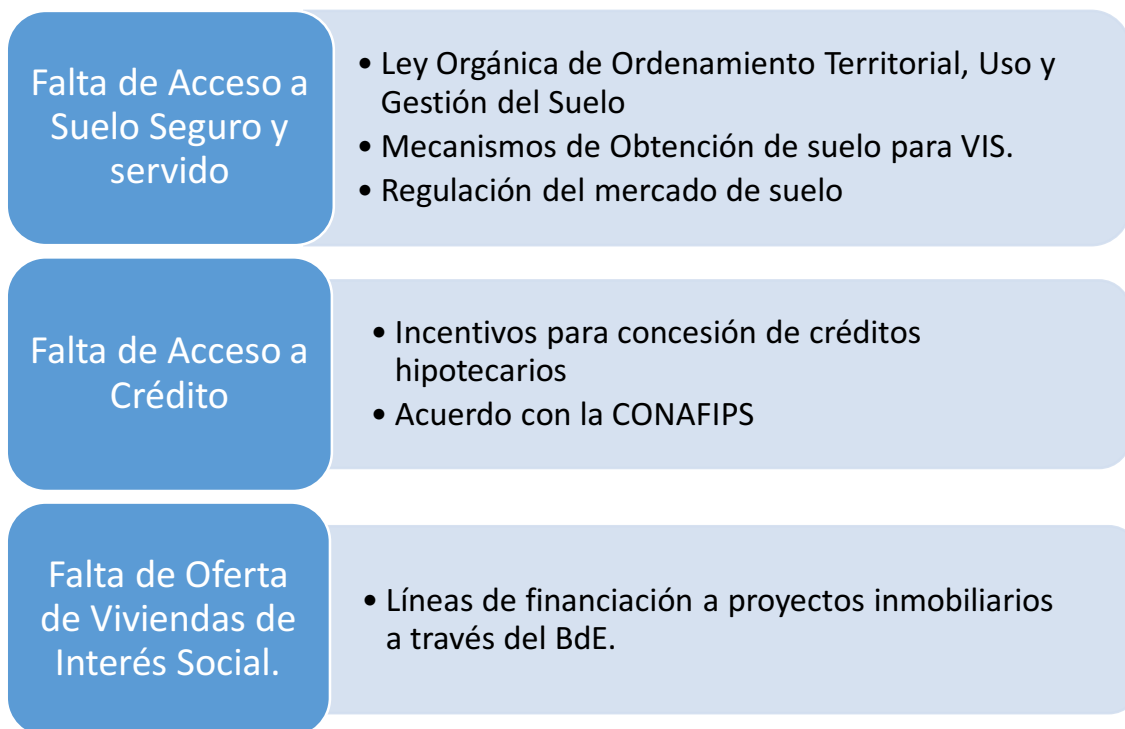 Falta de Acceso a
Suelo Seguro y
servido
• Ley Orgánica de Ordenamiento Territorial, Uso y
Gestión del Suelo
• Mecanismos de Obtención de suelo para VIS.
• Regulación del mercado de suelo
Falta de Acceso a
Crédito
• Incentivos para concesión de créditos
hipotecarios
• Acuerdo con la CONAFIPS
Falta de Oferta
de Viviendas de
Interés Social.
• Líneas de financiación a proyectos inmobiliarios
a través del BdE.